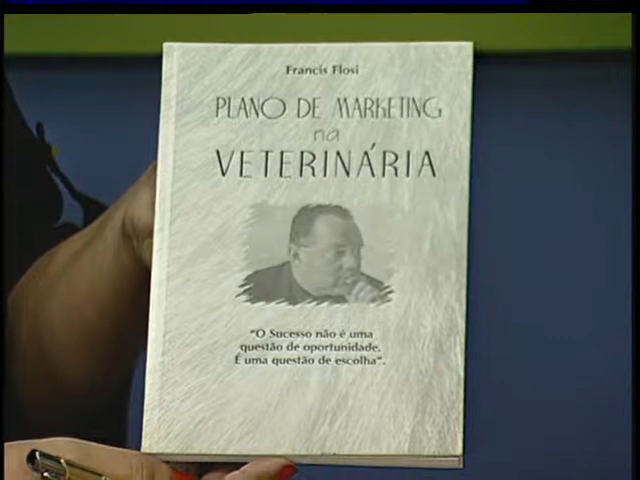 Francis Flosi
PLANO DE MARKETING
na
VETERINÁRIA
"O Sucesso não é uma
questão de oportunidade.
É uma questão de escolha".